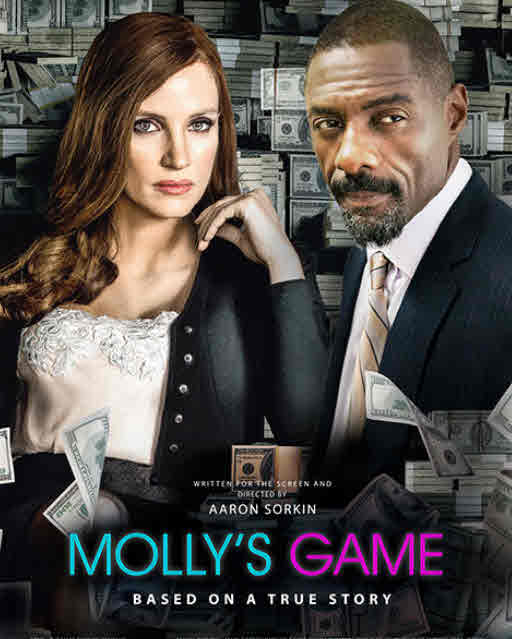 WRITTEN FOR THE SCREEN AND
DIRECTED BY
AARON SORKIN
MOLLY'S GAME
BASED ON A TRUE STORY